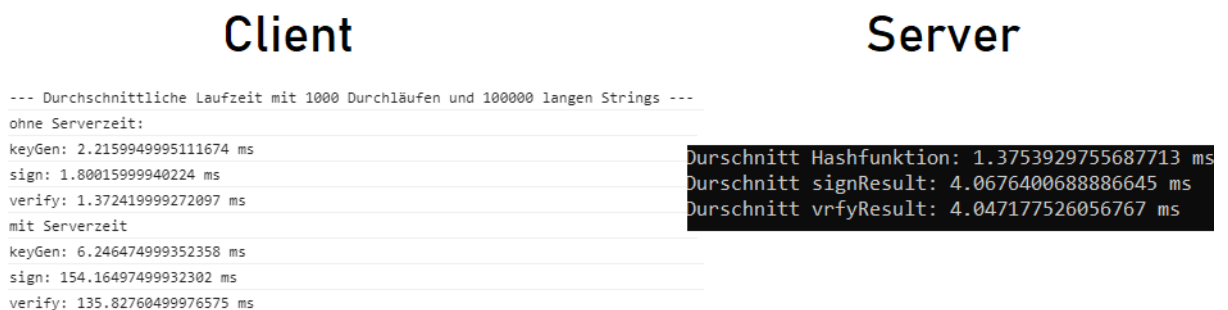 Client
Server
--- Durchschnittliche Laufzeit mit 1000 Durchläufen und 100000 langen Strings ---
ohne Serverzeit:
keyGen: 2.2159949995111674 ms
sign: 1.80015999940224 ms
verify: 1.372419999272097 ms
mit Serverzeit
keyGen: 6.246474999352358 ms
sign: 154.16497499932302 ms
verify: 135.82760499976575 ms
Durschnitt Hashfunktion: 1.3753929755687713 ms
Durschnitt signResult: 4.0676400688886645 ms
Durschnitt vrfyResult: 4.047177526056767 ms